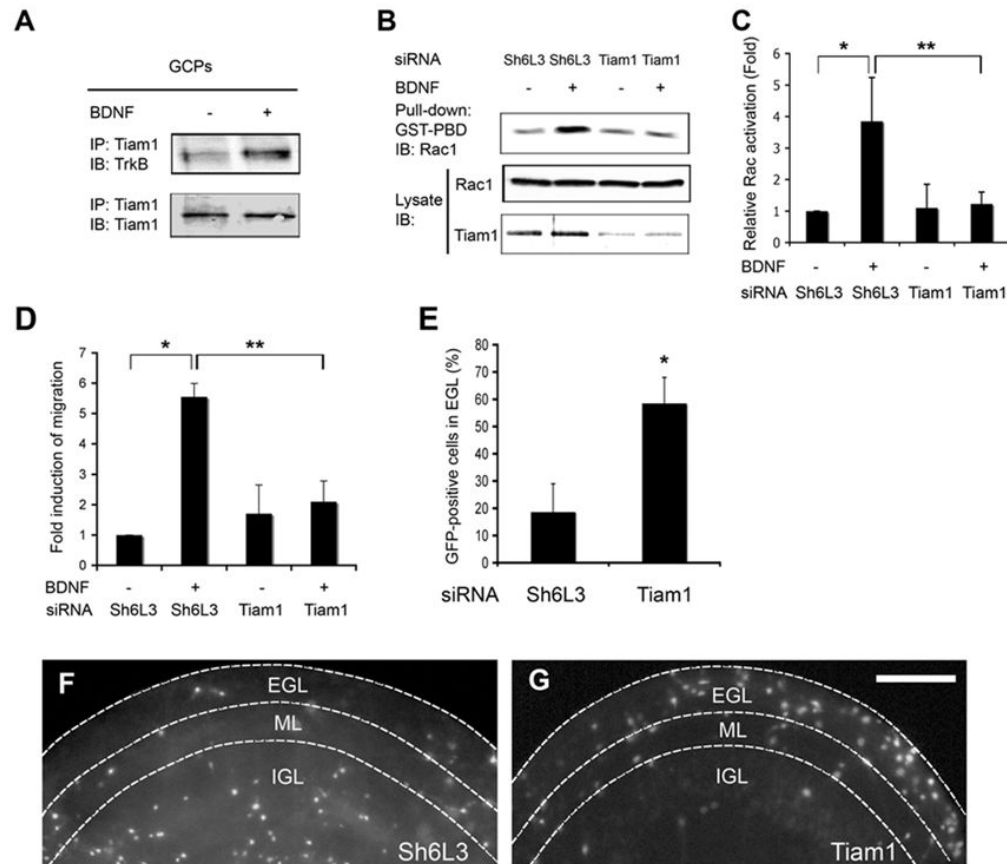 A
GCPs
BDNF - +
IP: Tiam1
IB: TrkB
IP: Tiam1
IB: Tiam1
B
siRNA Sh6L3 Sh6L3 Tiam1 Tiam1
BDNF - + - +
Pull-down:
GST-PBD
IB: Rac1
Lysate
IB:
Rac1
Tiam1
C
Relative Rac activation (Fold)
6
5
4
3
2
1
0
* **
BDNF - + - +
siRNA Sh6L3 Sh6L3 Tiam1 Tiam1
D
Fold induction of migration
7
6
5
4
3
2
1
0
* **
BDNF - + - +
siRNA Sh6L3 Sh6L3 Tiam1 Tiam1
E
GFP-positive cells in EGL (%)
80
70
60
50
40
30
20
10
0
*
siRNA Sh6L3 Tiam1
F
EGL
ML
IGL
Sh6L3
G
EGL
ML
IGL
Tiam1